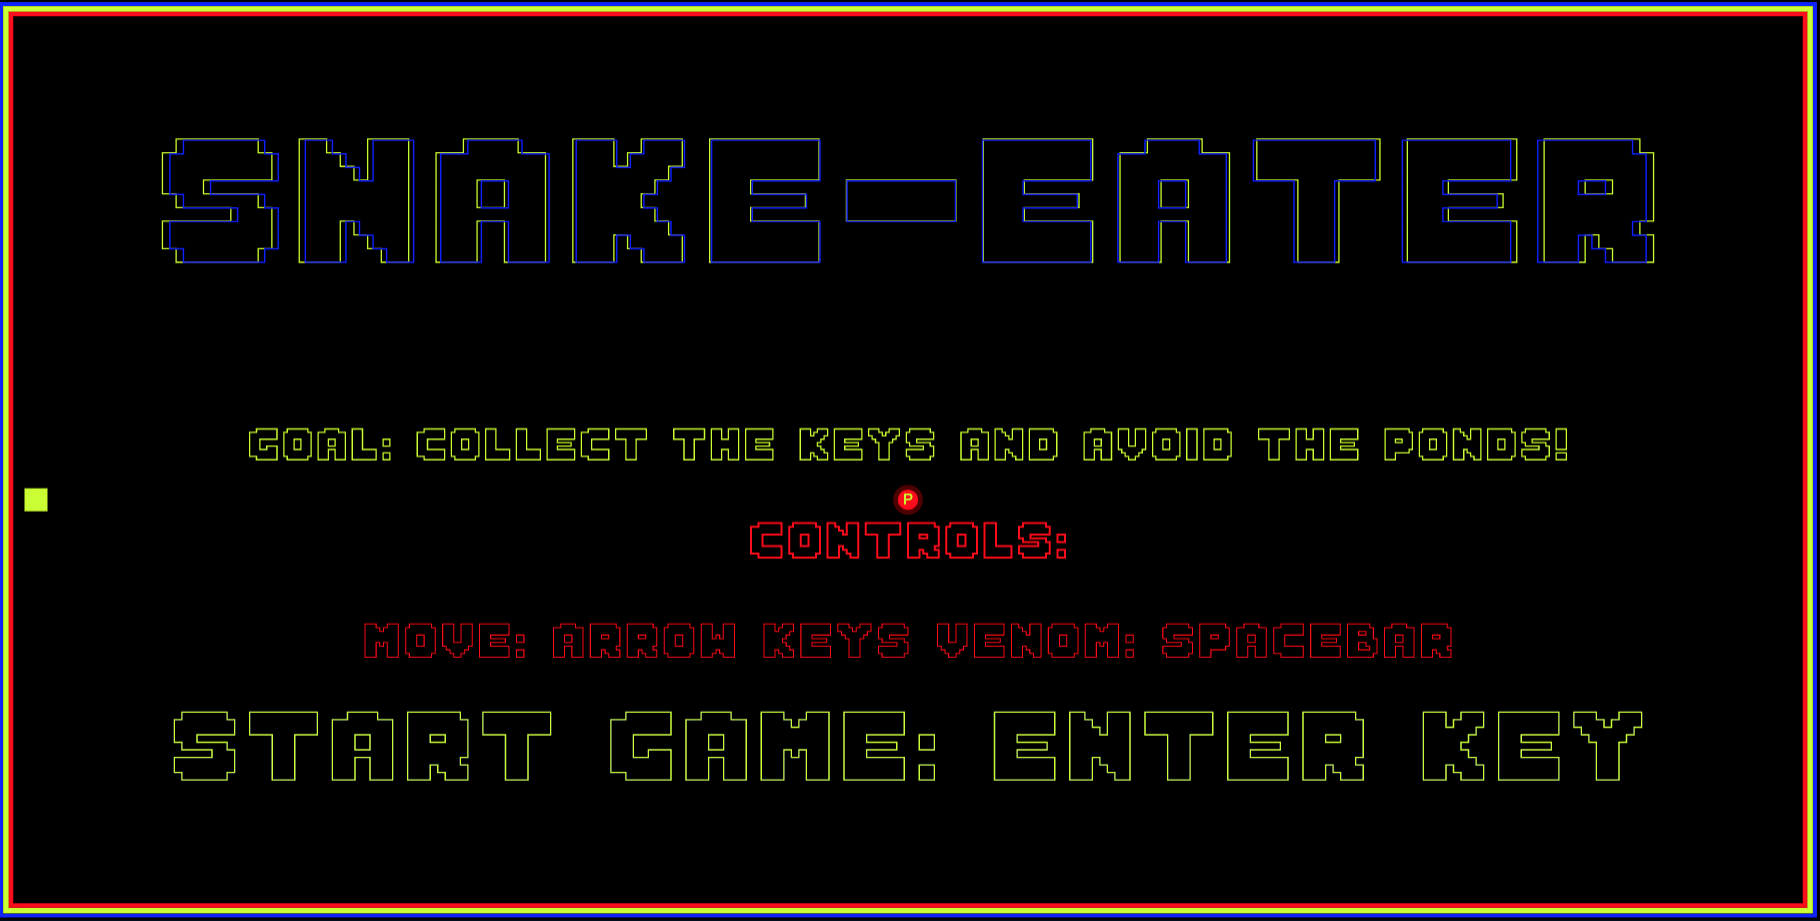 SNAKE-EATER
GOAL: COLLECT THE KEYS AND AVOID THE PONDS!
P
CONTROLS:
MOVE: ARROW KEYS VENOM: SPACEBAR
START GAME: ENTER KEY